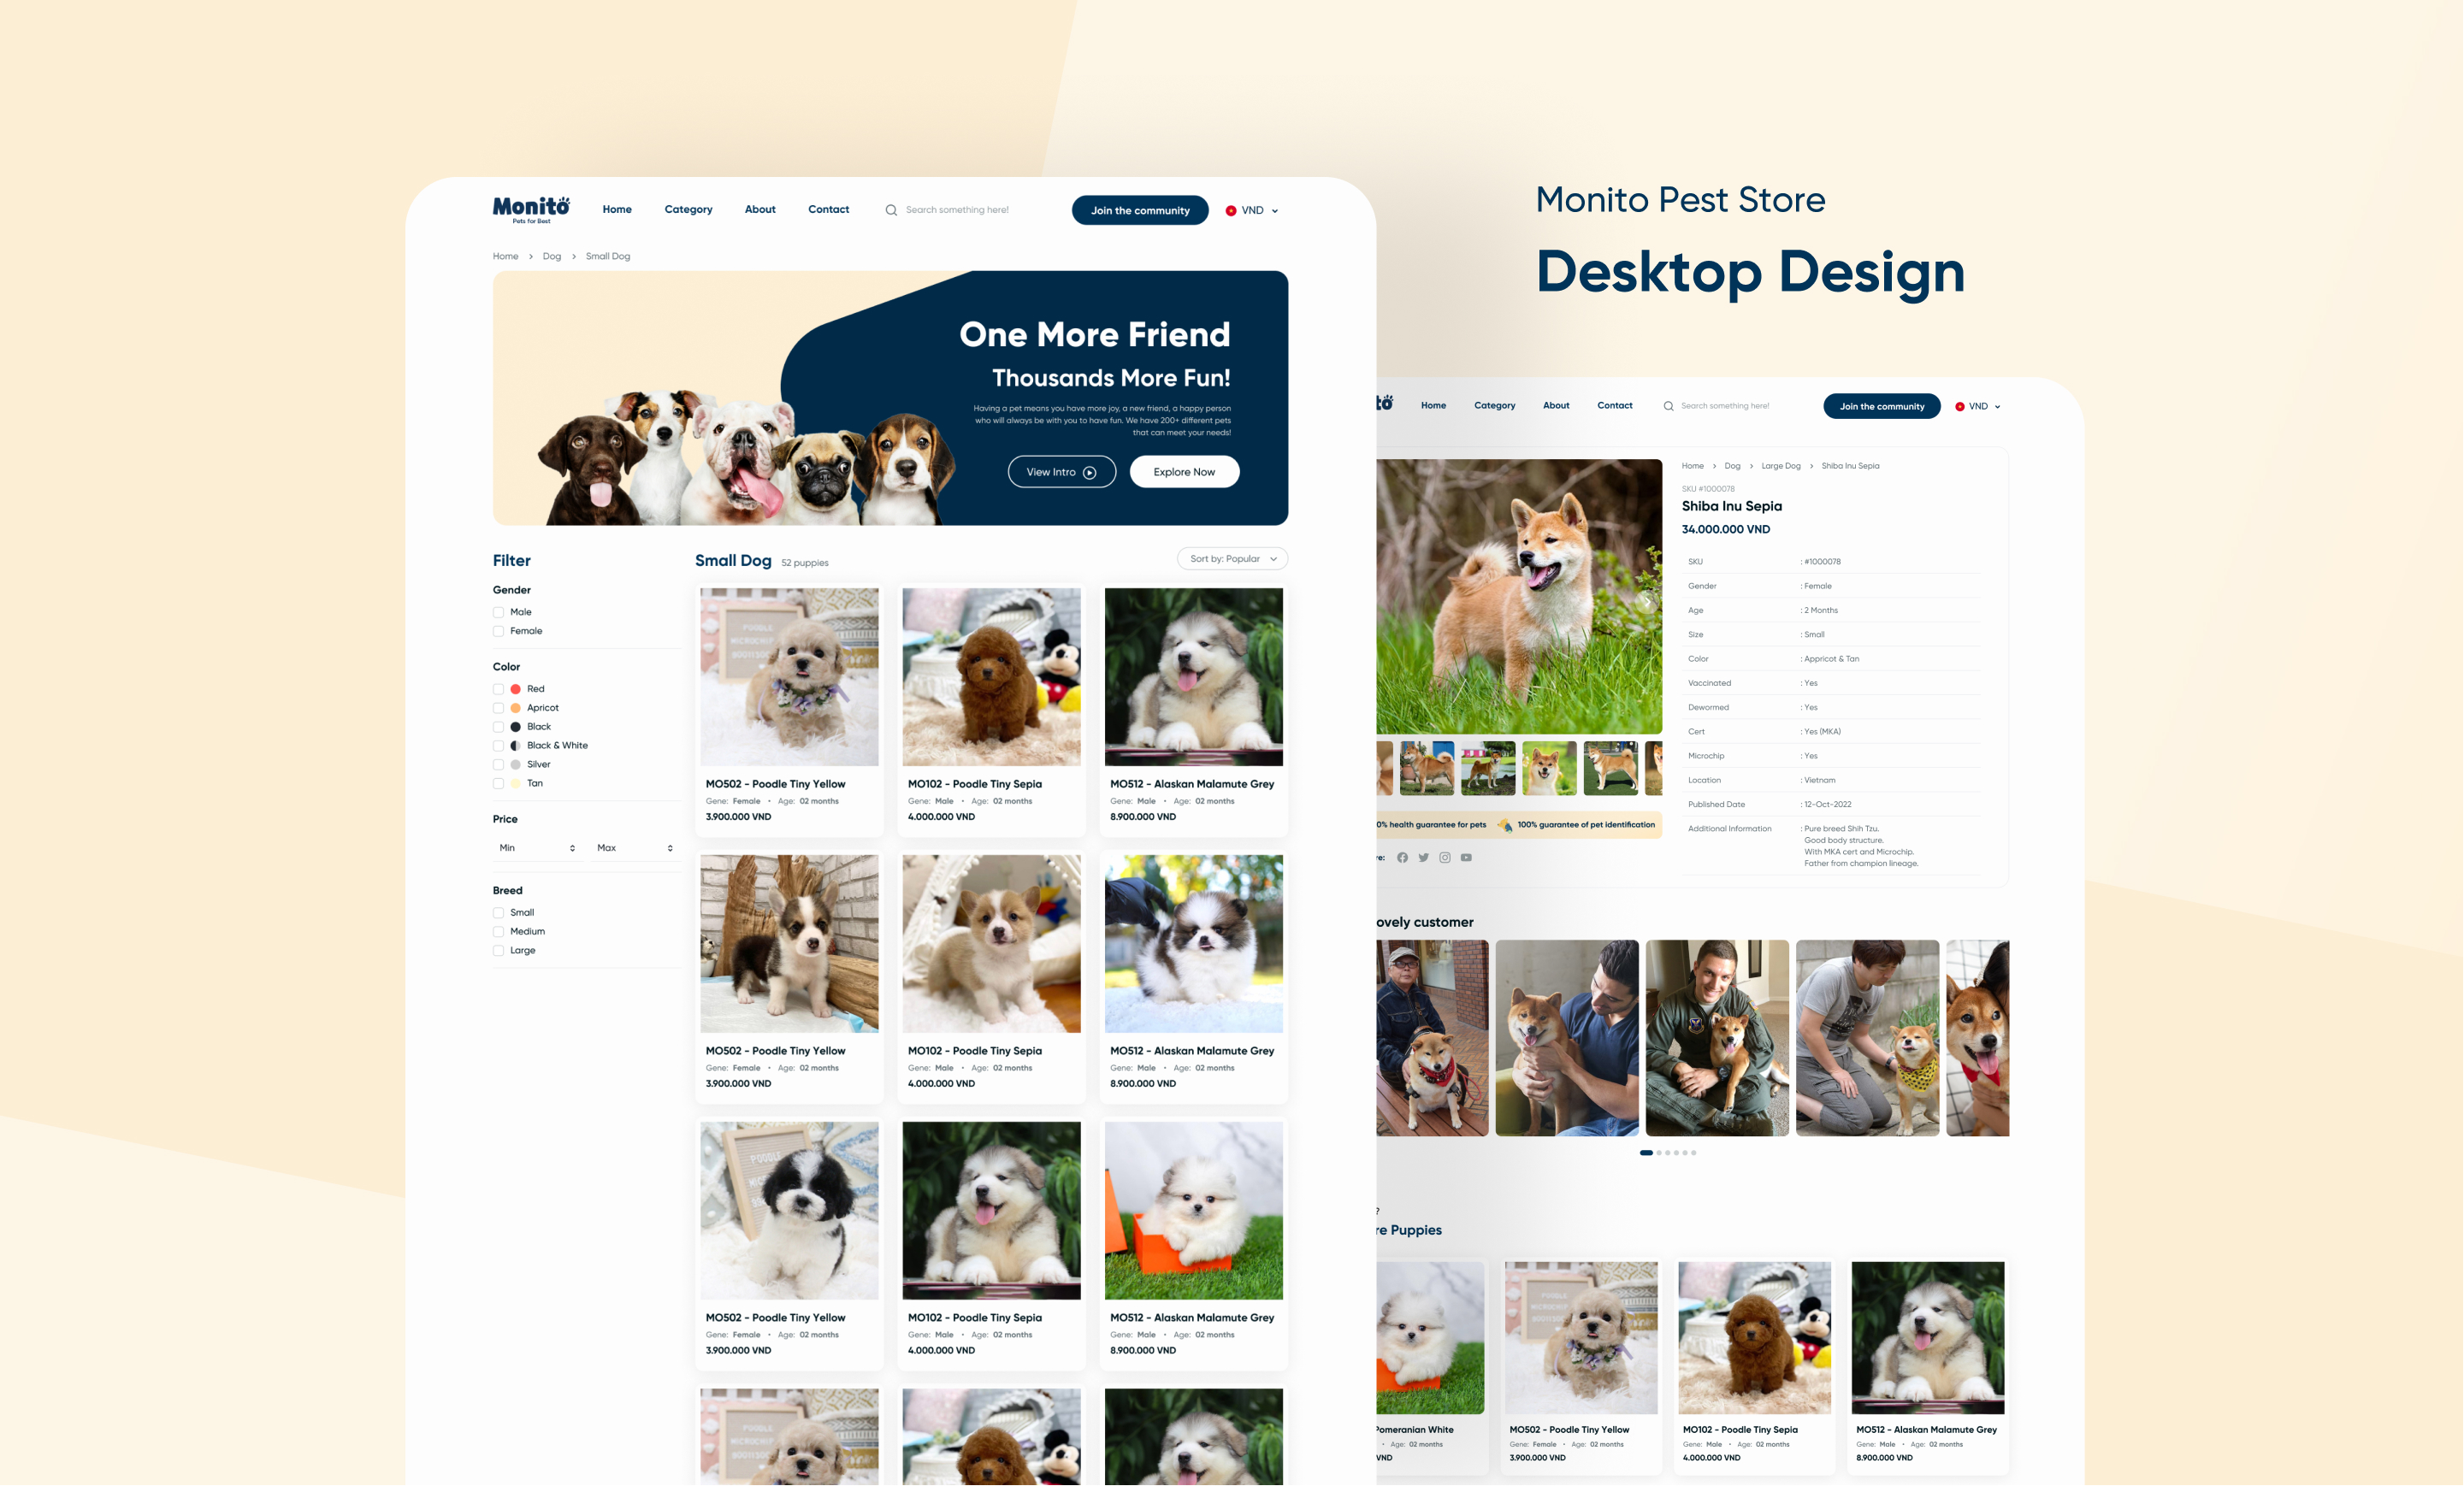 Monito Pest Store
Desktop Design
Monito
Pets for Best
Home
Category
About
Contact
Search something here!
Join the community
VND
Home > Dog > Small Dog
One More Friend
Thousands More Fun!
Having a pet means you have more joy, a new friend, a happy person
who will always be with you to have fun. We have 200+ different pets
that can meet your needs!
View Intro
Explore Now
Filter
Gender
Male
Female
Color
Red
Apricot
Black
Black & White
Silver
Tan
Price
Min
Max
Breed
Small
Medium
Large
Small Dog
52 puppies
Sort by: Popular
POODLE
MICROCHIP
MO502 - Poodle Tiny Yellow
Gene: Female • Age: 02 months
3.900.000 VND
MO102 - Poodle Tiny Sepia
Gene: Male • Age: 02 months
4.000.000 VND
MO512 - Alaskan Malamute Grey
Gene: Male • Age: 02 months
8.900.000 VND
MO502 - Poodle Tiny Yellow
Gene: Female • Age: 02 months
3.900.000 VND
MO102 - Poodle Tiny Sepia
Gene: Male • Age: 02 months
4.000.000 VND
MO512 - Alaskan Malamute Grey
Gene: Male • Age: 02 months
8.900.000 VND
POODLE
MO502 - Poodle Tiny Yellow
Gene: Female • Age: 02 months
3.900.000 VND
MO102 - Poodle Tiny Sepia
Gene: Male • Age: 02 months
4.000.000 VND
MO512 - Alaskan Malamute Grey
Gene: Male • Age: 02 months
8.900.000 VND
to
Home
Category
About
Contact
Search something here!
Join the community
VND
Home > Dog > Large Dog > Shiba Inu Sepia
SKU #1000078
Shiba Inu Sepia
34.000.000 VND
SKU : #1000078
Gender : Female
Age : 2 Months
Size : Small
Color : Appricot & Tan
Vaccinated : Yes
Dewormed : Yes
Cert : Yes (MKA)
Microchip : Yes
Location : Vietnam
Published Date : 12-Oct-2022
Additional Information : Pure breed Shih Tzu.
Good body structure.
With MKA cert and Microchip.
Father from champion lineage.
0% health guarantee for pets
100% guarantee of pet identification
re:
ovely customer
?
re Puppies
Pomeranian White
• Age: 02 months
VND
MO502 - Poodle Tiny Yellow
Gene: Female • Age: 02 months
3.900.000 VND
MO102 - Poodle Tiny Sepia
Gene: Male • Age: 02 months
4.000.000 VND
MO512 - Alaskan Malamute Grey
Gene: Male • Age: 02 months
8.900.000 VND